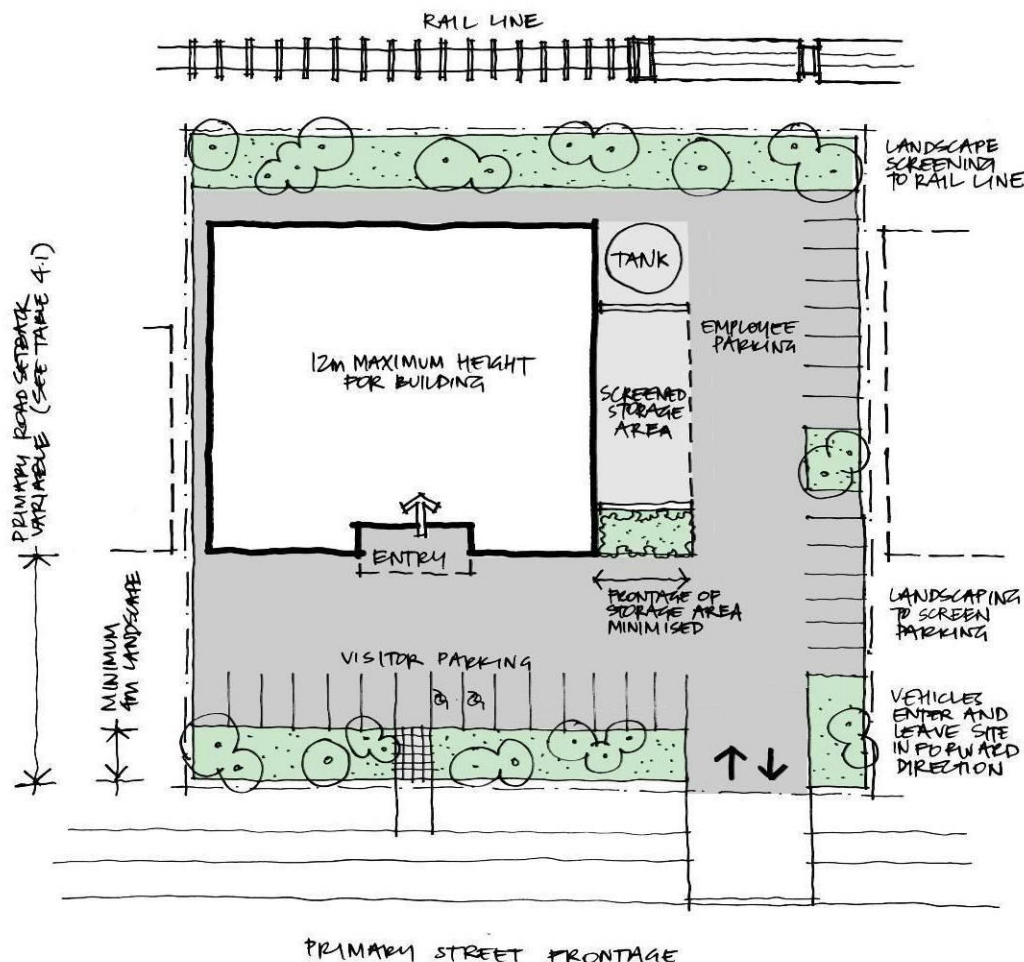 RAIL LINE
LANDSCAPE
SCREENING
TO RAIL LINE
TANK
EMPLOYEE
PARKING
12m MAXIMUM HEIGHT
FOR BUILDING
SCREENED
STORAGE
AREA
PRIMARY ROAD SETBACK
VARIABLE (SEE TABLE 4.1)
ENTRY
FRONTAGE OF
STORAGE AREA
MINIMISED
LANDSCAPING
TO SCREEN
PARKING
MINIMUM
4m LANDSCAPE
VISITOR PARKING
VEHICLES
ENTER AND
LEAVE SITE
IN FORWARD
DIRECTION
PRIMARY STREET FRONTAGE